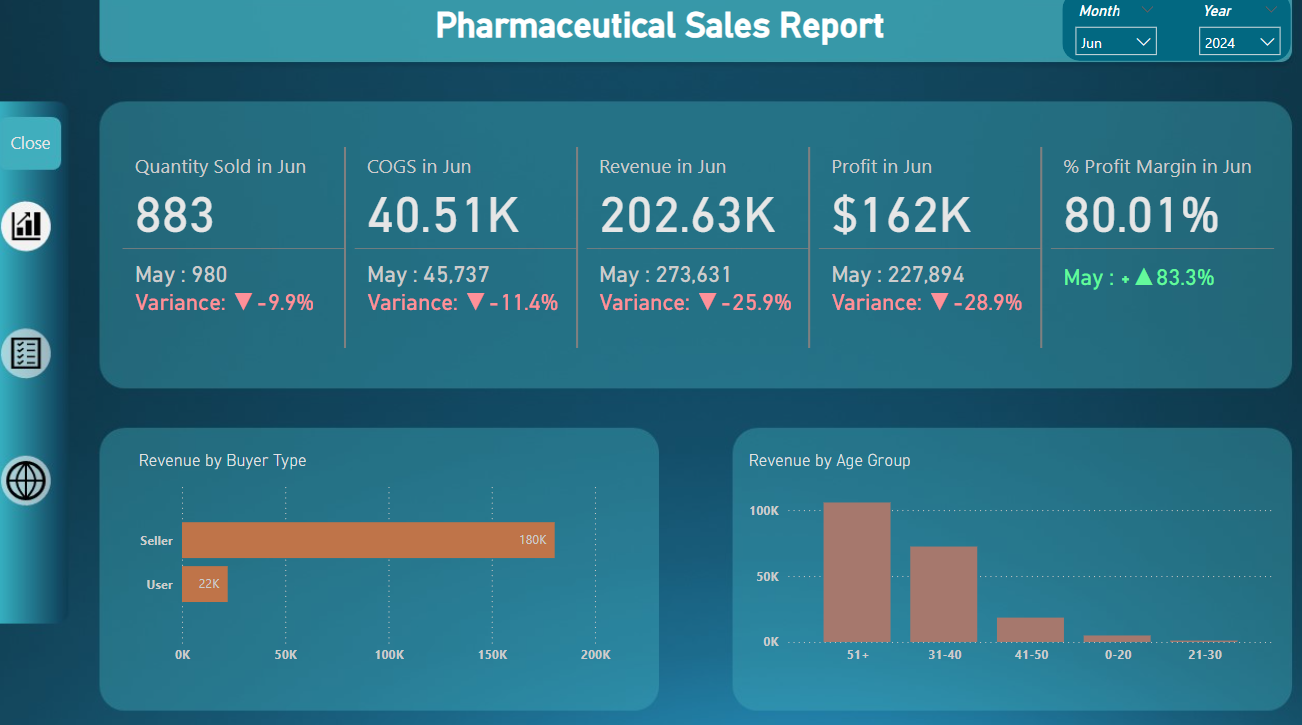 Pharmaceutical Sales Report
Month
Year
Jun
2024
Close
Quantity Sold in Jun
883
May : 980
Variance: ▼ -9.9%
COGS in Jun
40.51K
May : 45,737
Variance: ▼ -11.4%
Revenue in Jun
202.63K
May : 273,631
Variance: ▼ -25.9%
Profit in Jun
$162K
May : 227,894
Variance: ▼ -28.9%
% Profit Margin in Jun
80.01%
May : + ▲ 83.3%
Revenue by Buyer Type
Seller
180K
User
22K
0K 50K 100K 150K 200K
Revenue by Age Group
100K
50K
0K
51+ 31-40 41-50 0-20 21-30